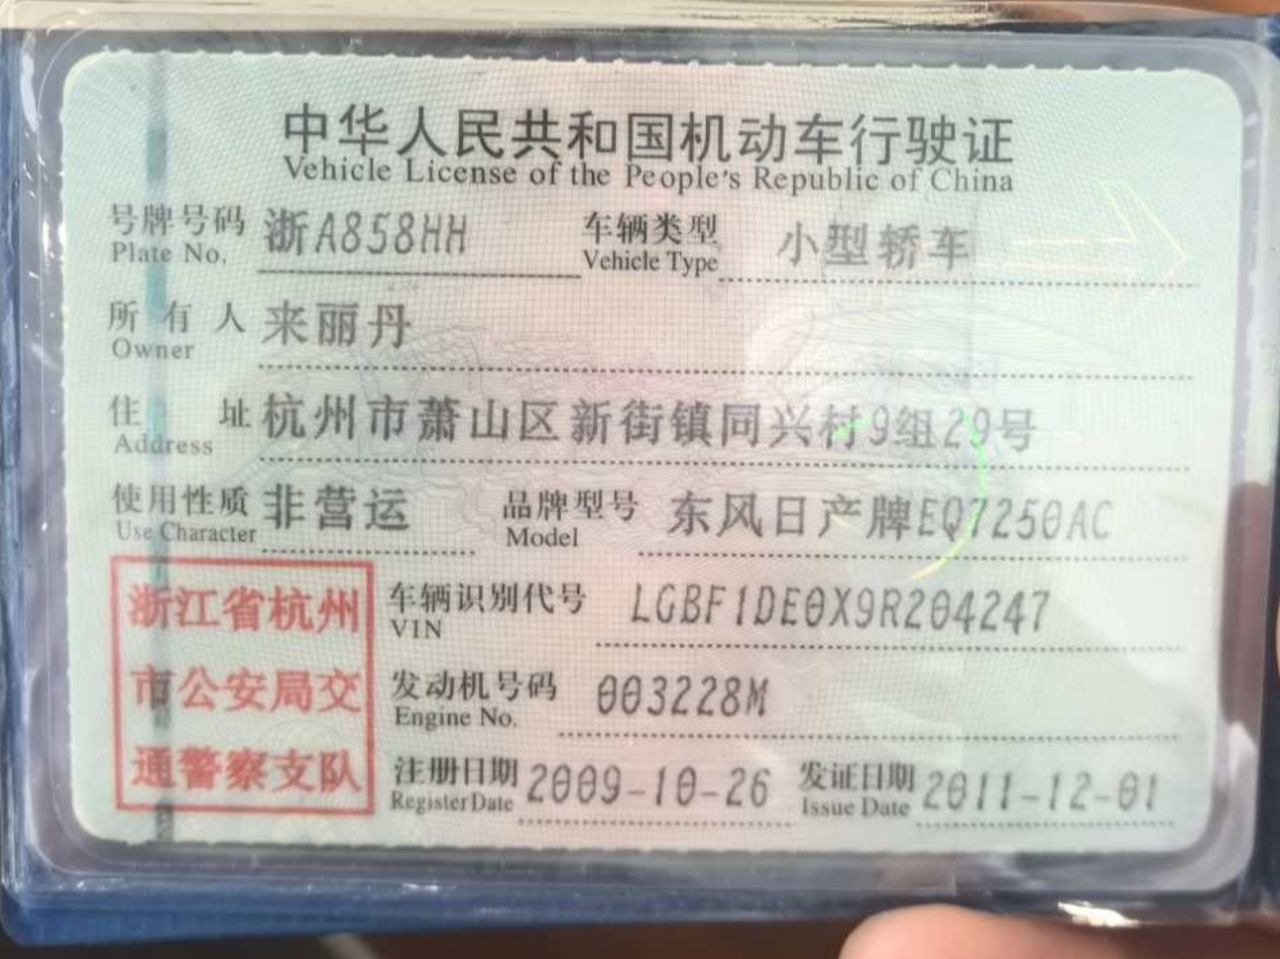 中华人民共和国机动车行驶证
Vehicle License of the People's Republic of China
号牌号码 浙A858HH 车辆类型 小型轿车
Plate No. Vehicle Type
所有人 来丽丹
Owner
住址 杭州市萧山区新街镇同兴村9组29号
Address
使用性质 非营运 品牌型号 东风日产牌EQ7250AC
Use Character Model
浙江省杭州
市公安局交
通警察支队
车辆识别代号 LGBF1DE0X9R204247
VIN
发动机号码 003228M
Engine No.
注册日期 2009-10-26 发证日期 2011-12-01
Register Date Issue Date